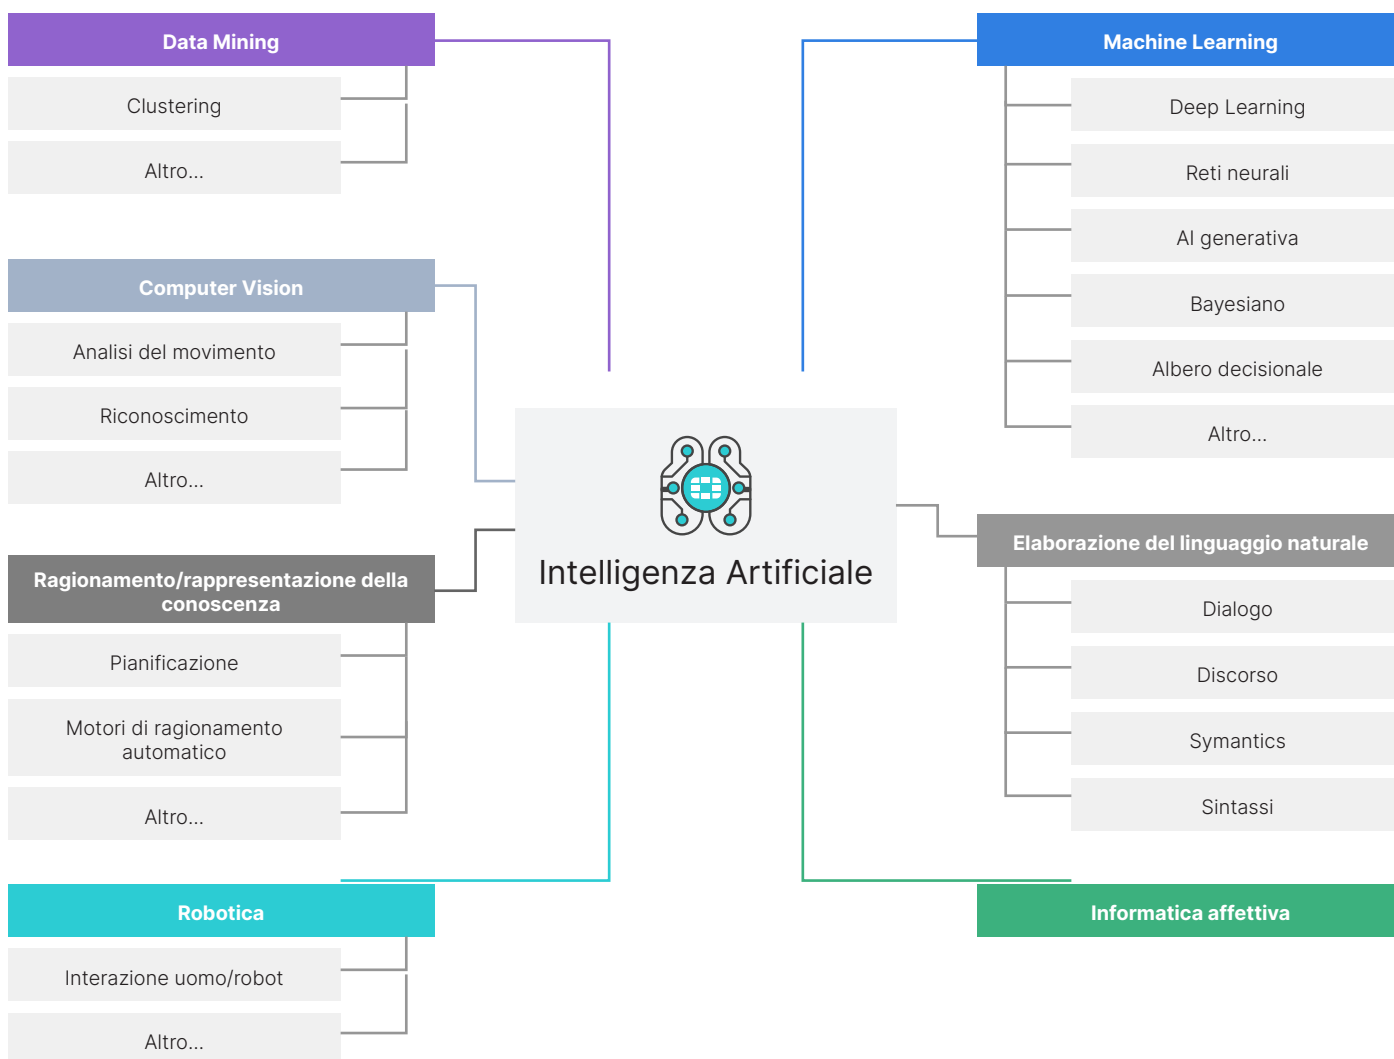 Data Mining
Clustering
Altro...
Computer Vision
Analisi del movimento
Riconoscimento
Altro...
Ragionamento/rappresentazione della
conoscenza
Pianificazione
Motori di ragionamento
automatico
Altro...
Robotica
Interazione uomo/robot
Altro...
Intelligenza Artificiale
Machine Learning
Deep Learning
Reti neurali
AI generativa
Bayesiano
Albero decisionale
Altro...
Elaborazione del linguaggio naturale
Dialogo
Discorso
Symantics
Sintassi
Informatica affettiva